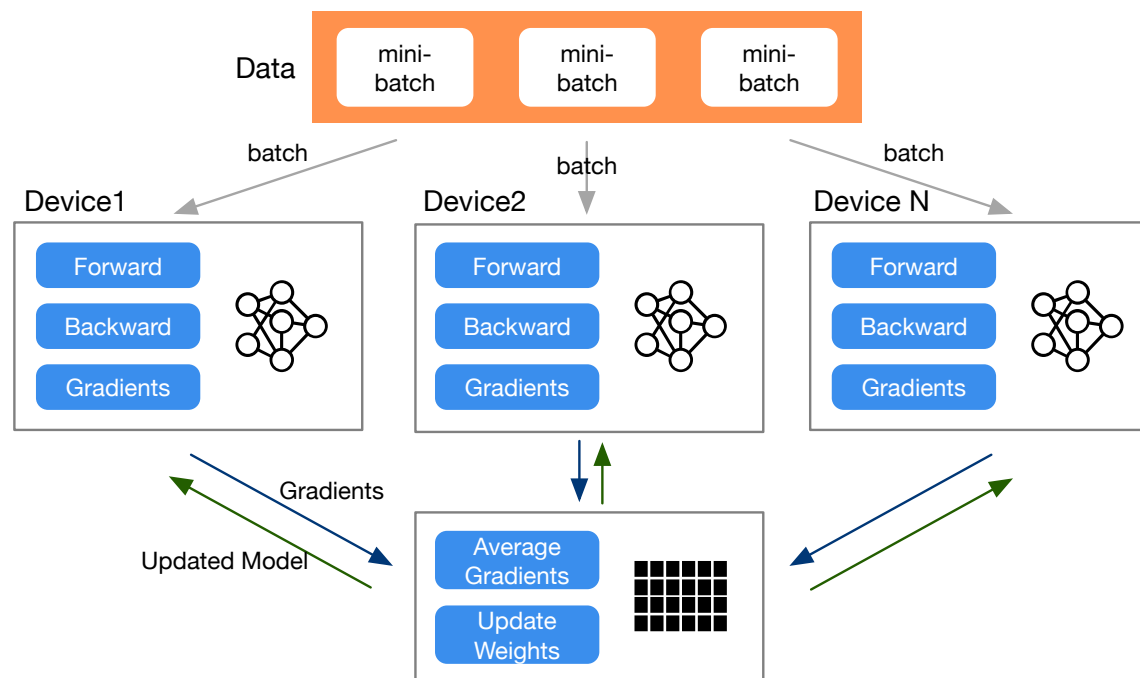 Data
mini-
batch
mini-
batch
mini-
batch
batch
batch
batch
Device1
Forward
Backward
Gradients
Device2
Forward
Backward
Gradients
Device N
Forward
Backward
Gradients
Gradients
Updated Model
Average
Gradients
Update
Weights